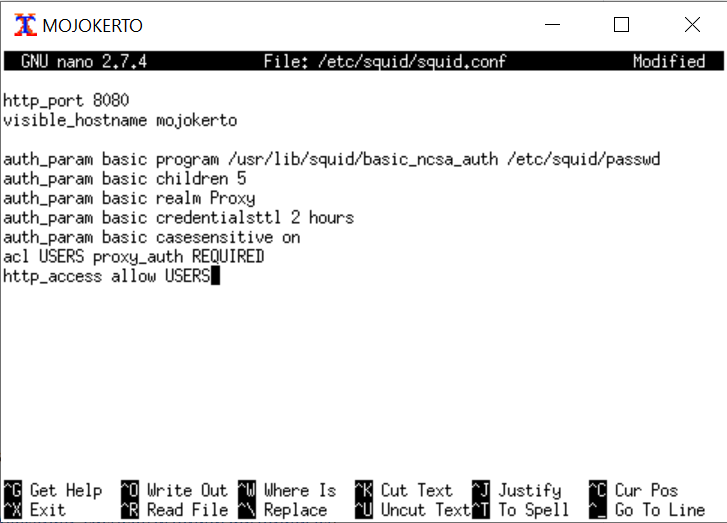 MOJOKERTO
GNU nano 2.7.4 File: /etc/squid/squid.conf Modified
http_port 8080
visible_hostname mojokerto
auth_param basic program /usr/lib/squid/basic_ncsa_auth /etc/squid/passwd
auth_param basic children 5
auth_param basic realm Proxy
auth_param basic credentialsttl 2 hours
auth_param basic casesensitive on
acl USERS proxy_auth REQUIRED
http_access allow USERS
^G Get Help ^O Write Out ^W Where Is ^K Cut Text ^J Justify ^C Cur Pos
^X Exit ^R Read File ^\ Replace ^U Uncut Text ^T To Spell ^_ Go To Line